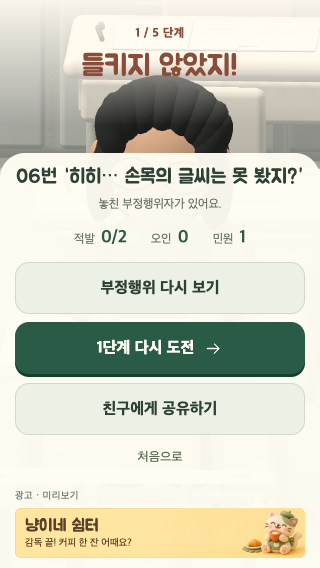 1 / 5 단계
들키지 않았지!
06번 '히히… 손목의 글씨는 못 봤지?'
놓친 부정행위자가 있어요.
적발 0/2 오인 0 민원 1
부정행위 다시 보기
1단계 다시 도전 →
친구에게 공유하기
처음으로
광고 · 미리보기
냥이네 쉼터
감독 끝! 커피 한 잔 어때요?